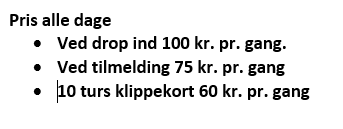 Pris alle dage
• Ved drop ind 100 kr. pr. gang.
• Ved tilmelding 75 kr. pr. gang
• 10 turs klippekort 60 kr. pr. gang